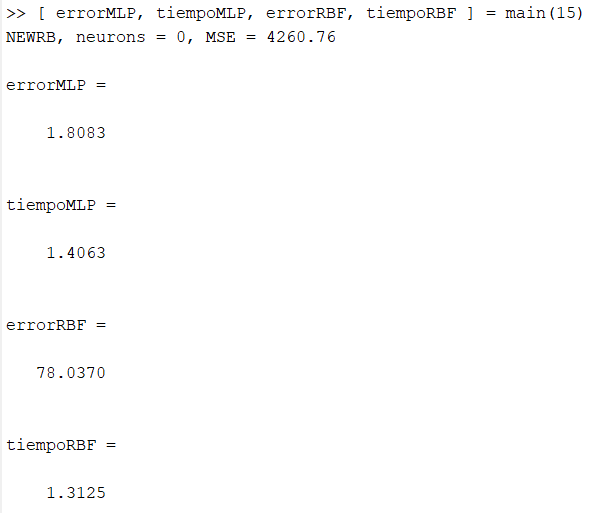 >> [ errorMLP, tiempoMLP, errorRBF, tiempoRBF ] = main(15)
NEWRB, neurons = 0, MSE = 4260.76
errorMLP =
1.8083
tiempoMLP =
1.4063
errorRBF =
78.0370
tiempoRBF =
1.3125